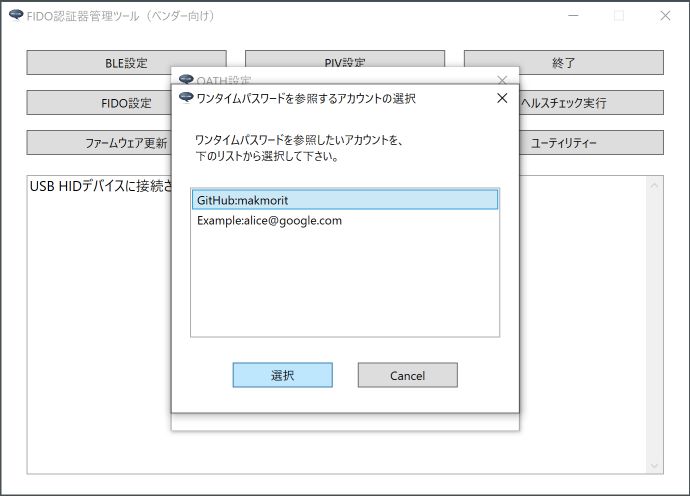 FIDO認証器管理ツール（ベンダー向け）
BLE設定
PIV設定
終了
OATH設定
FIDO設定
ワンタイムパスワードを参照するアカウントの選択
ヘルスチェック実行
ファームウェア更新
ワンタイムパスワードを参照したいアカウントを、
下のリストから選択して下さい。
ユーティリティー
USB HIDデバイスに接続さ
GitHub:makmorit
Example:alice@google.com
選択
Cancel